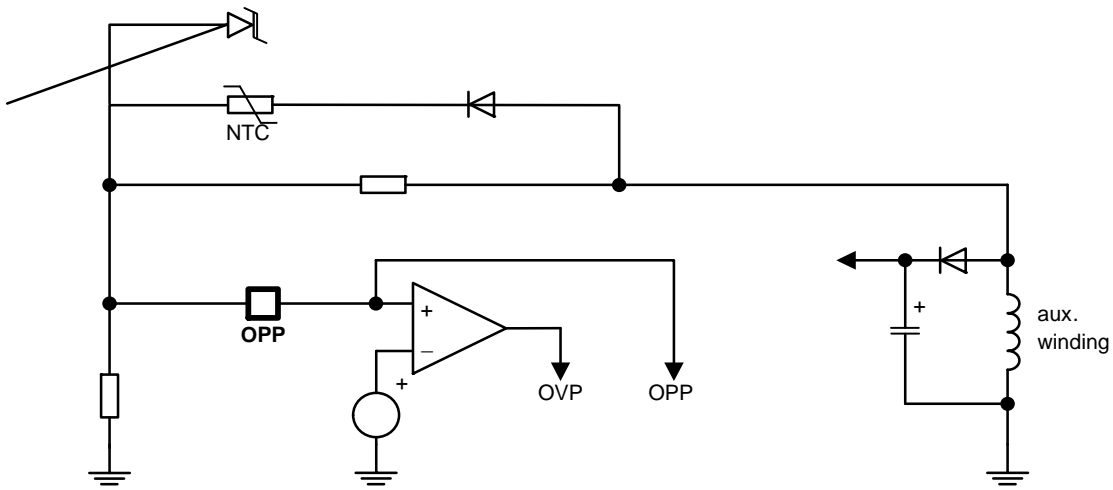 NTC
+
aux.
winding
OPP
+
−
+
OVP
OPP